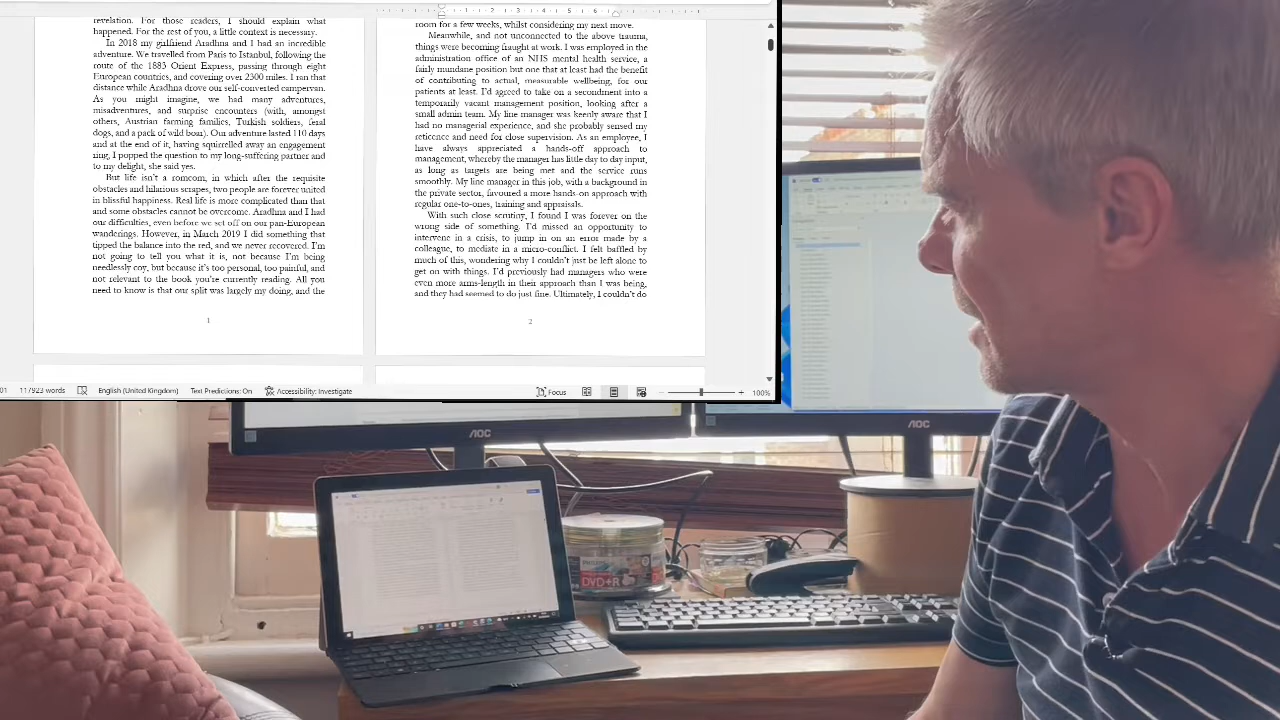 revelation. For those readers, I should explain what
happened. For the rest of you, a little context is necessary.
In 2018 my girlfriend Aradhna and I had an incredible
adventure. We travelled from Paris to Istanbul, following the
route of the 1883 Orient Express, passing through eight
European countries, and covering over 2300 miles. I ran that
distance while Aradhna drove our self-converted campervan.
As you might imagine, we had many adventures,
misadventures, and surprise encounters (with, amongst
others, Austrian farming families, Turkish soldiers, feral
dogs, and a pack of wild boar). Our adventure lasted 110 days
and at the end of it, having squirrelled away an engagement
ring, I popped the question to my long-suffering partner and
to my delight, she said yes.
But life isn't a romcom, in which after the requisite
obstacles and hilarious scrapes, two people are forever united
in blissful happiness. Real life is more complicated than that
and some obstacles cannot be overcome. Aradhna and I had
our difficulties, even before we set off on our pan-European
wanderings. However, in March 2019 I did something that
tipped the balance into the red, and we never recovered. I'm
not going to tell you what it is, not because I'm being
needlessly coy, but because it's too personal, too painful, and
not relevant to the book you're currently reading. All you
need to know is that our split was largely my doing, and the
1
room for a few weeks, whilst considering my next move.
Meanwhile, and not unconnected to the above trauma,
things were becoming fraught at work. I was employed in the
administration office of an NHS mental health service, a
fairly mundane position but one that at least had the benefit
of contributing to actual, measurable wellbeing, for our
patients at least. I'd agreed to take on a secondment into a
temporarily vacant management position, looking after a
small admin team. My line manager was keenly aware that I
had no managerial experience, and she probably sensed my
reticence and need for close supervision. As an employee, I
have always appreciated a hands-off approach to
management, whereby the manager has little day to day input,
as long as targets are being met and the service runs
smoothly. My line manager in this job, with a background in
the private sector, favoured a more hands-on approach with
regular one-to-ones, training and appraisals.
With such close scrutiny, I found I was forever on the
wrong side of something. I'd missed an opportunity to
intervene in a crisis, to jump in at an error made by a
colleague, to mediate in a micro-conflict. I felt baffled by
much of this, wondering why I couldn't just be left alone to
get on with things. I'd previously had managers who were
even more arms-length in their approach than I was being,
and they had seemed to do just fine. Ultimately, I couldn't do
2
01 117923 words English (United Kingdom) Text Predictions: On Accessibility: Investigate Focus 100%
AOC
AOC
DVD+R